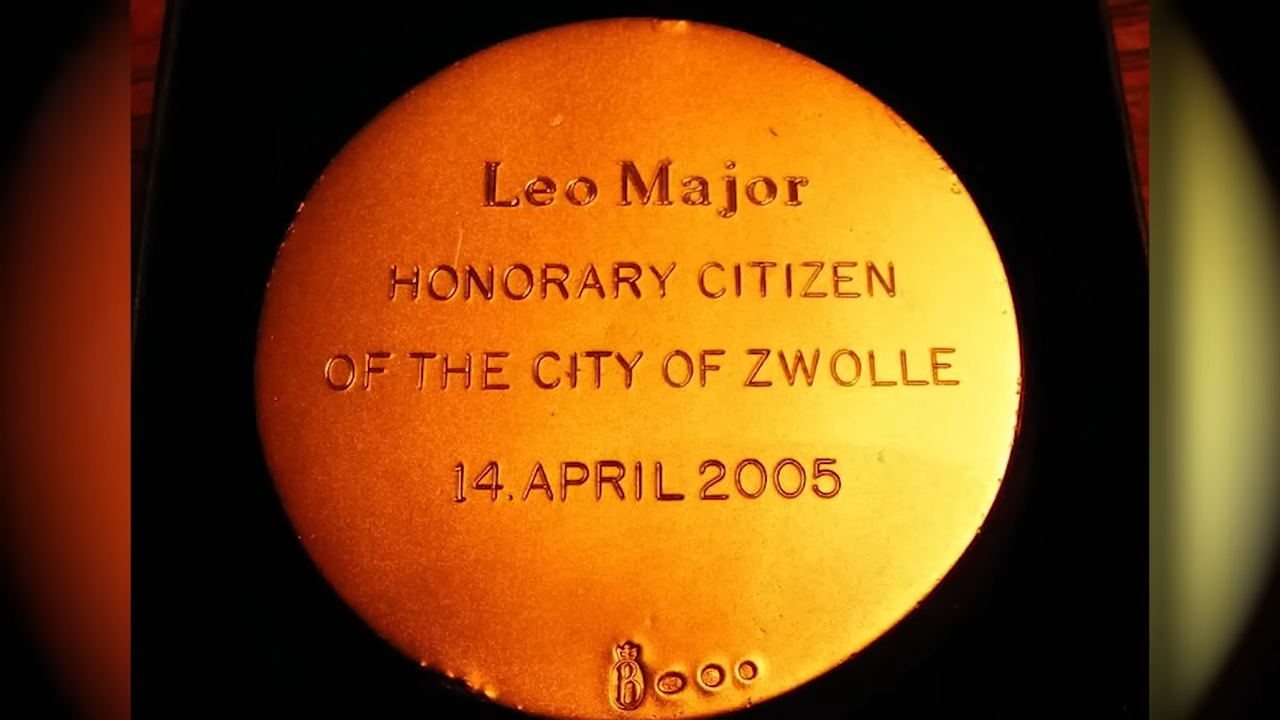 Leo Major
HONORARY CITIZEN
OF THE CITY OF ZWOLLE
14.APRIL 2005
B